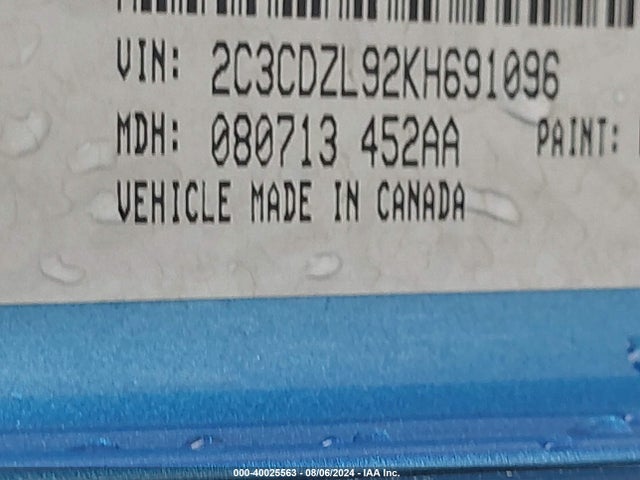 VIN: 2C3CDZL92KH691096
MDH: 080713 452AA PAINT:
VEHICLE MADE IN CANADA
000-40025563 - 08/06/2024 - IAA Inc.